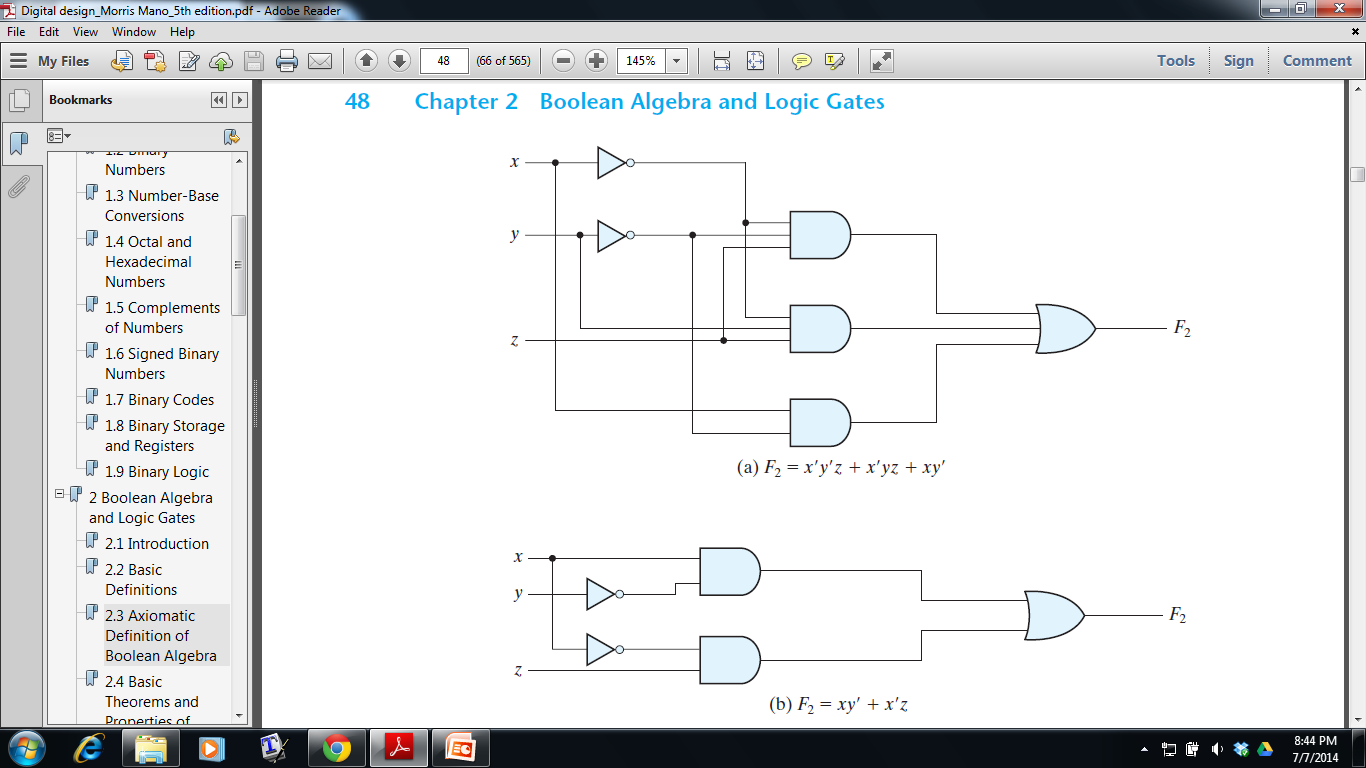 Digital design_Morris Mano_5th edition.pdf - Adobe Reader
File Edit View Window Help
My Files 48 (66 of 565) 145% Tools Sign Comment
Bookmarks
1.2 Binary
Numbers
1.3 Number-Base
Conversions
1.4 Octal and
Hexadecimal
Numbers
1.5 Complements
of Numbers
1.6 Signed Binary
Numbers
1.7 Binary Codes
1.8 Binary Storage
and Registers
1.9 Binary Logic
2 Boolean Algebra
and Logic Gates
2.1 Introduction
2.2 Basic
Definitions
2.3 Axiomatic
Definition of
Boolean Algebra
2.4 Basic
Theorems and
Properties of
48 Chapter 2 Boolean Algebra and Logic Gates
x
y
z
F₂
(a) F₂ = x′y′z + x′yz + xy′
x
y
z
F₂
(b) F₂ = xy′ + x′z
8:44 PM
7/7/2014